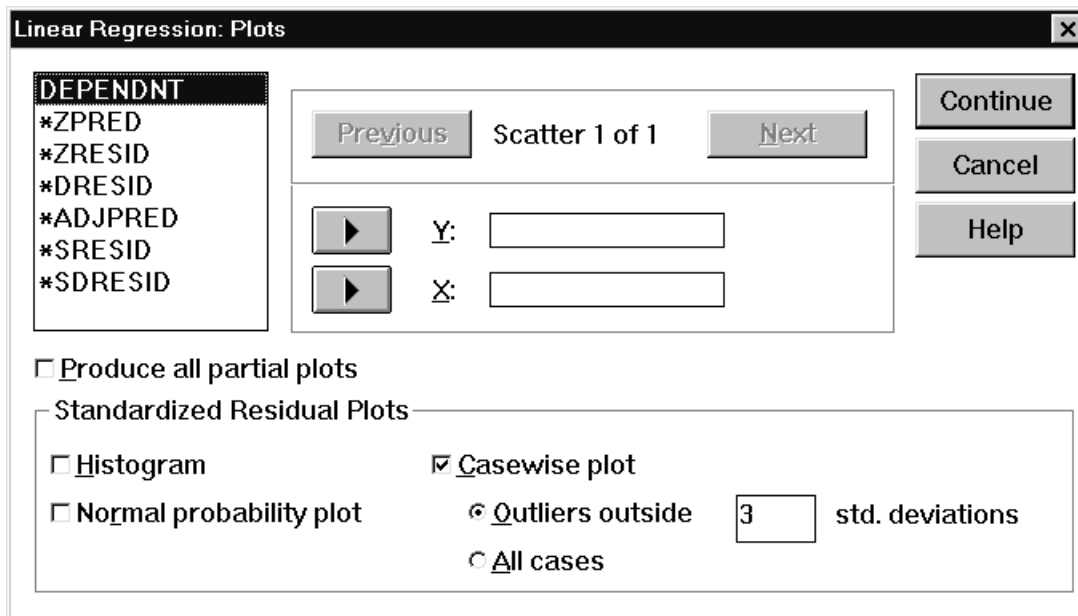 Linear Regression: Plots
DEPENDNT
*ZPRED
*ZRESID
*DRESID
*ADJPRED
*SRESID
*SDRESID
Previous
Scatter 1 of 1
Next
Y:
X:
Continue
Cancel
Help
Produce all partial plots
Standardized Residual Plots
Histogram
Normal probability plot
Casewise plot
Outliers outside 3 std. deviations
All cases